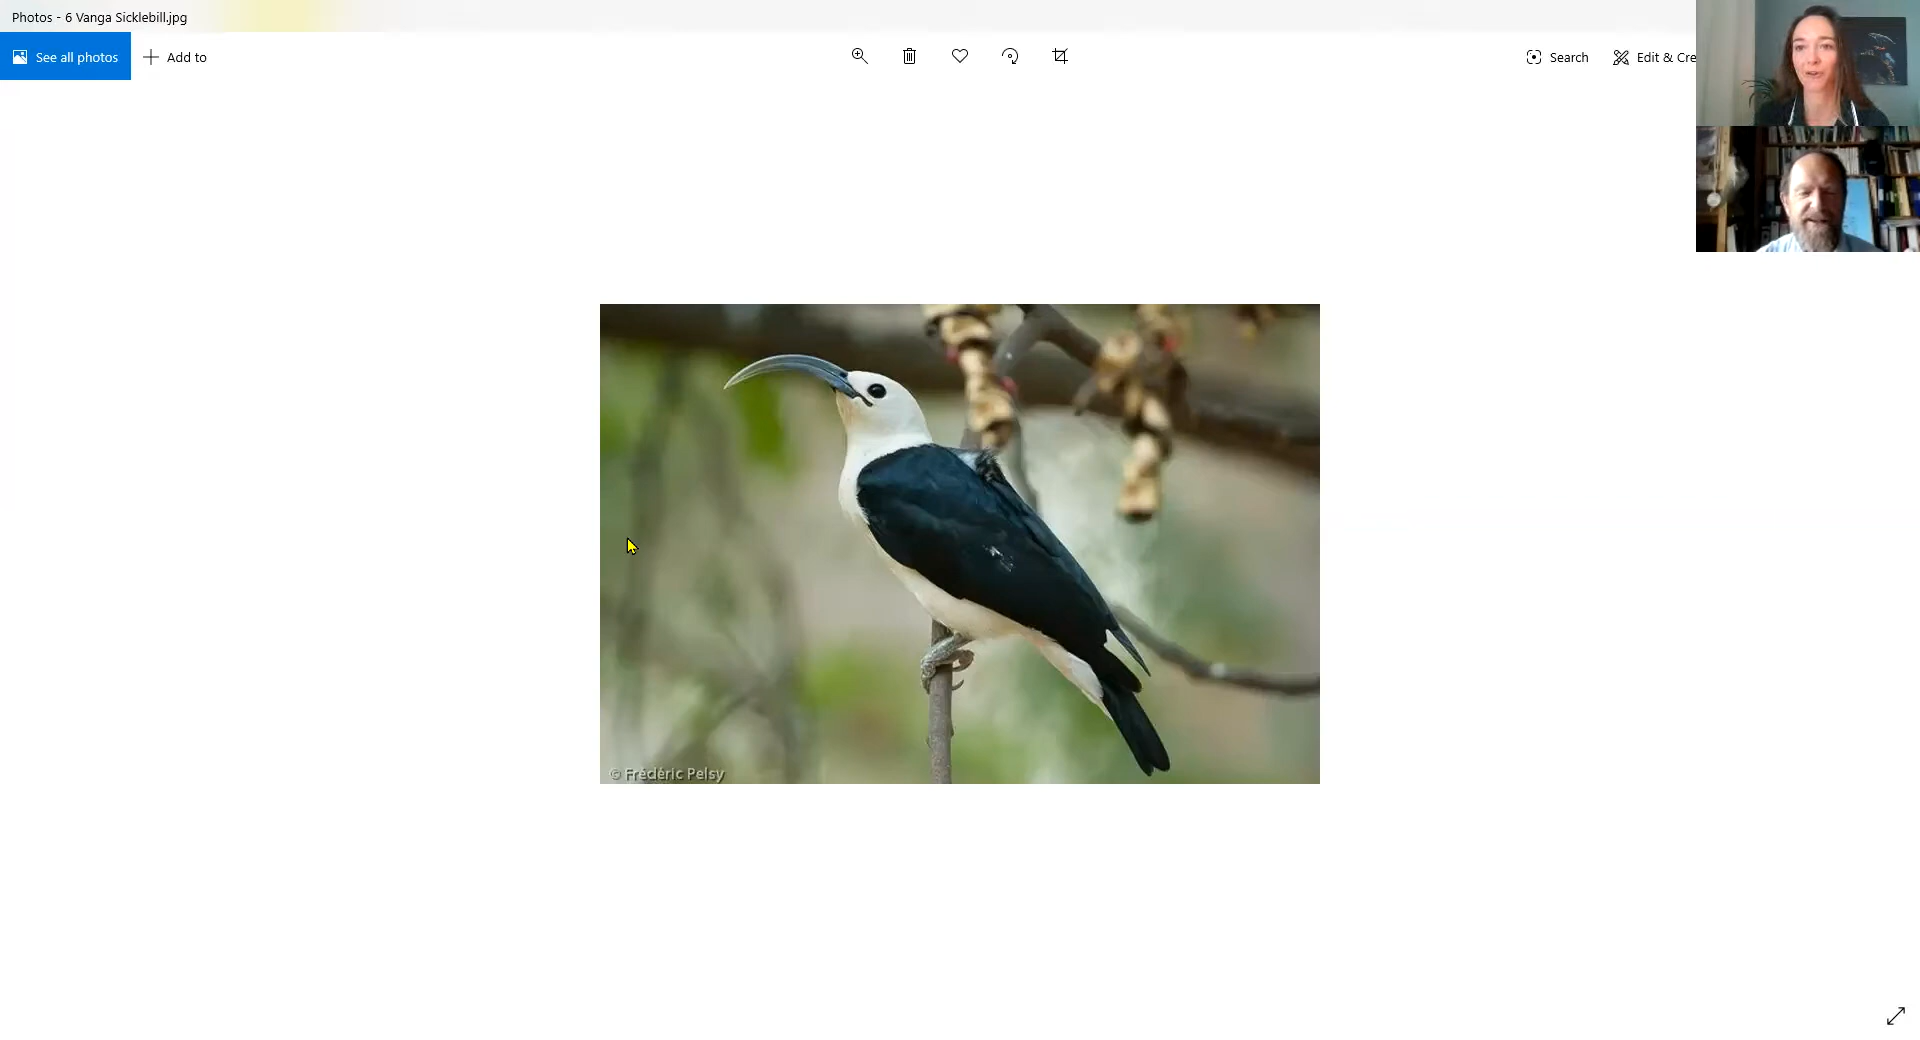 Photos - 6 Vanga Sicklebill.jpg
See all photos
Add to
Search
Edit & Cre
© Frédéric Pelsy